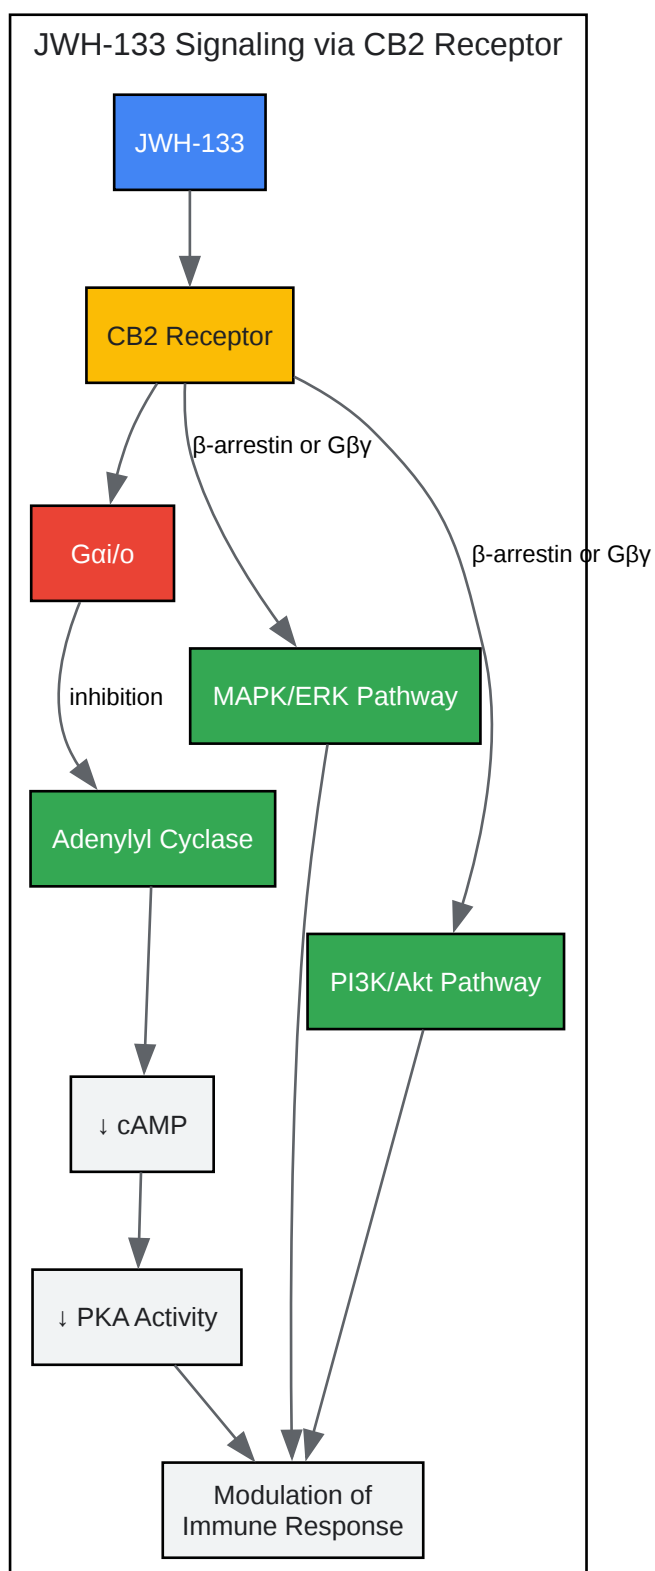 JWH-133 Signaling via CB2 Receptor
JWH-133
CB2 Receptor
β-arrestin or Gβγ
Gαi/o
β-arrestin or Gβγ
inhibition
MAPK/ERK Pathway
Adenylyl Cyclase
PI3K/Akt Pathway
↓ cAMP
↓ PKA Activity
Modulation of
Immune Response